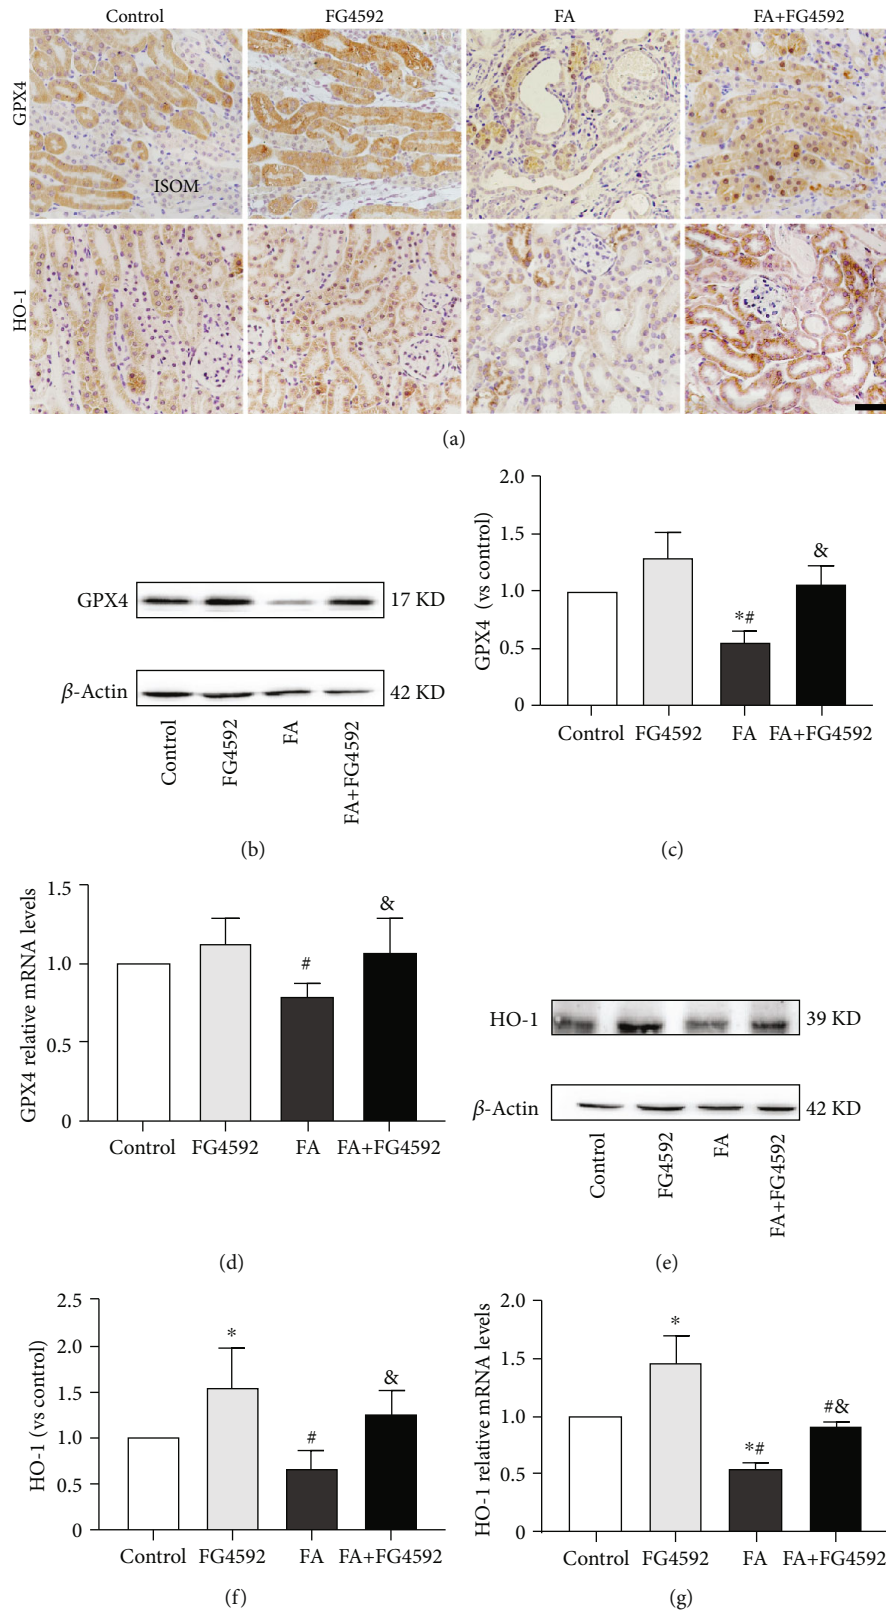 Control FG4592 FA FA+FG4592
GPX4
ISOM
HO-1
(a)
GPX4 17 KD
β-Actin 42 KD
Control FG4592 FA FA+FG4592
(b)
GPX4 (vs control)
2.0
1.5
1.0
0.5
0
*# &
Control FG4592 FA FA+FG4592
(c)
GPX4 relative mRNA levels
1.5
1.0
0.5
0
# &
Control FG4592 FA FA+FG4592
(d)
HO-1 39 KD
β-Actin 42 KD
Control FG4592 FA FA+FG4592
(e)
HO-1 (vs control)
2.5
2.0
1.5
1.0
0.5
0
* # &
Control FG4592 FA FA+FG4592
(f)
HO-1 relative mRNA levels
2.0
1.5
1.0
0.5
0
* *# #&
Control FG4592 FA FA+FG4592
(g)